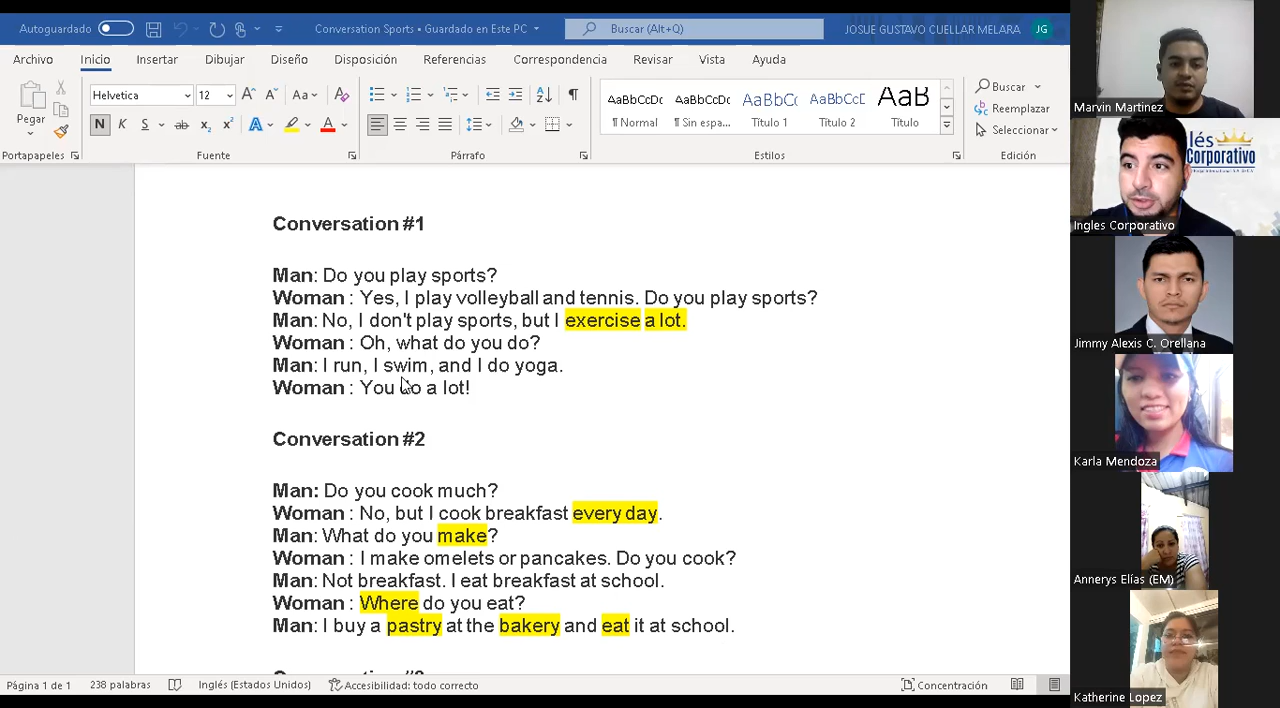 Autoguardado
Conversation Sports • Guardado en Este PC
Buscar (Alt+Q)
JOSUE GUSTAVO CUELLAR MELARA
JG
Archivo Inicio Insertar Dibujar Diseño Disposición Referencias Correspondencia Revisar Vista Ayuda
Pegar
Portapapeles
Helvetica 12
Aa
N K S ab x₂ x² A A
Fuente
Párrafo
AaBbCcDc AaBbCcDc AaBbCc AaBbCcD AaB
¶ Normal ¶ Sin espa... Título 1 Título 2 Título
Estilos
Buscar
Reemplazar
Seleccionar
Edición
Conversation #1
Man: Do you play sports?
Woman : Yes, I play volleyball and tennis. Do you play sports?
Man: No, I don't play sports, but I exercise a lot.
Woman : Oh, what do you do?
Man: I run, I swim, and I do yoga.
Woman : You do a lot!
Conversation #2
Man: Do you cook much?
Woman : No, but I cook breakfast every day.
Man: What do you make?
Woman : I make omelets or pancakes. Do you cook?
Man: Not breakfast. I eat breakfast at school.
Woman : Where do you eat?
Man: I buy a pastry at the bakery and eat it at school.
Página 1 de 1 238 palabras Inglés (Estados Unidos) Accesibilidad: todo correcto Concentración
Marvin Martinez
lés
Corporativo
Ingles Corporativo
Jimmy Alexis C. Orellana
Karla Mendoza
Annerys Elías (EM)
Katherine Lopez